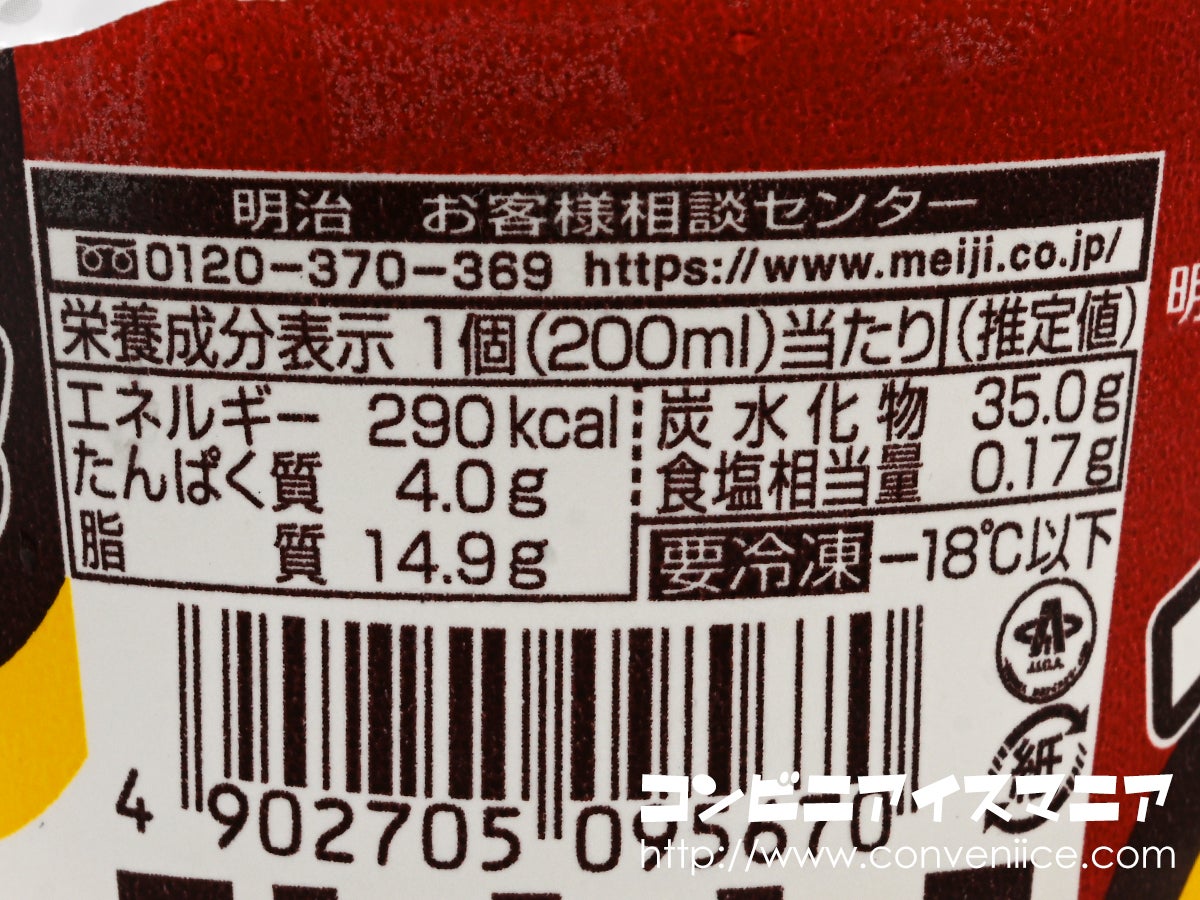 明治 お客様相談センター
0120-370-369 https://www.meiji.co.jp/
栄養成分表示 1個(200ml)当たり (推定値)
エネルギー 290kcal
たんぱく質 4.0g
脂質 14.9g
炭水化物 35.0g
食塩相当量 0.17g
要冷凍 -18℃以下
明
紙
4 902705 095670
コンビニアイスマニア
http://www.conveniice.com